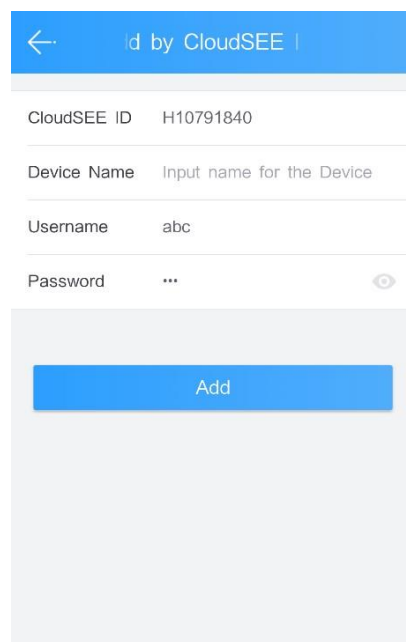 d by CloudSEE
CloudSEE ID H10791840
Device Name Input name for the Device
Username abc
Password •••
Add